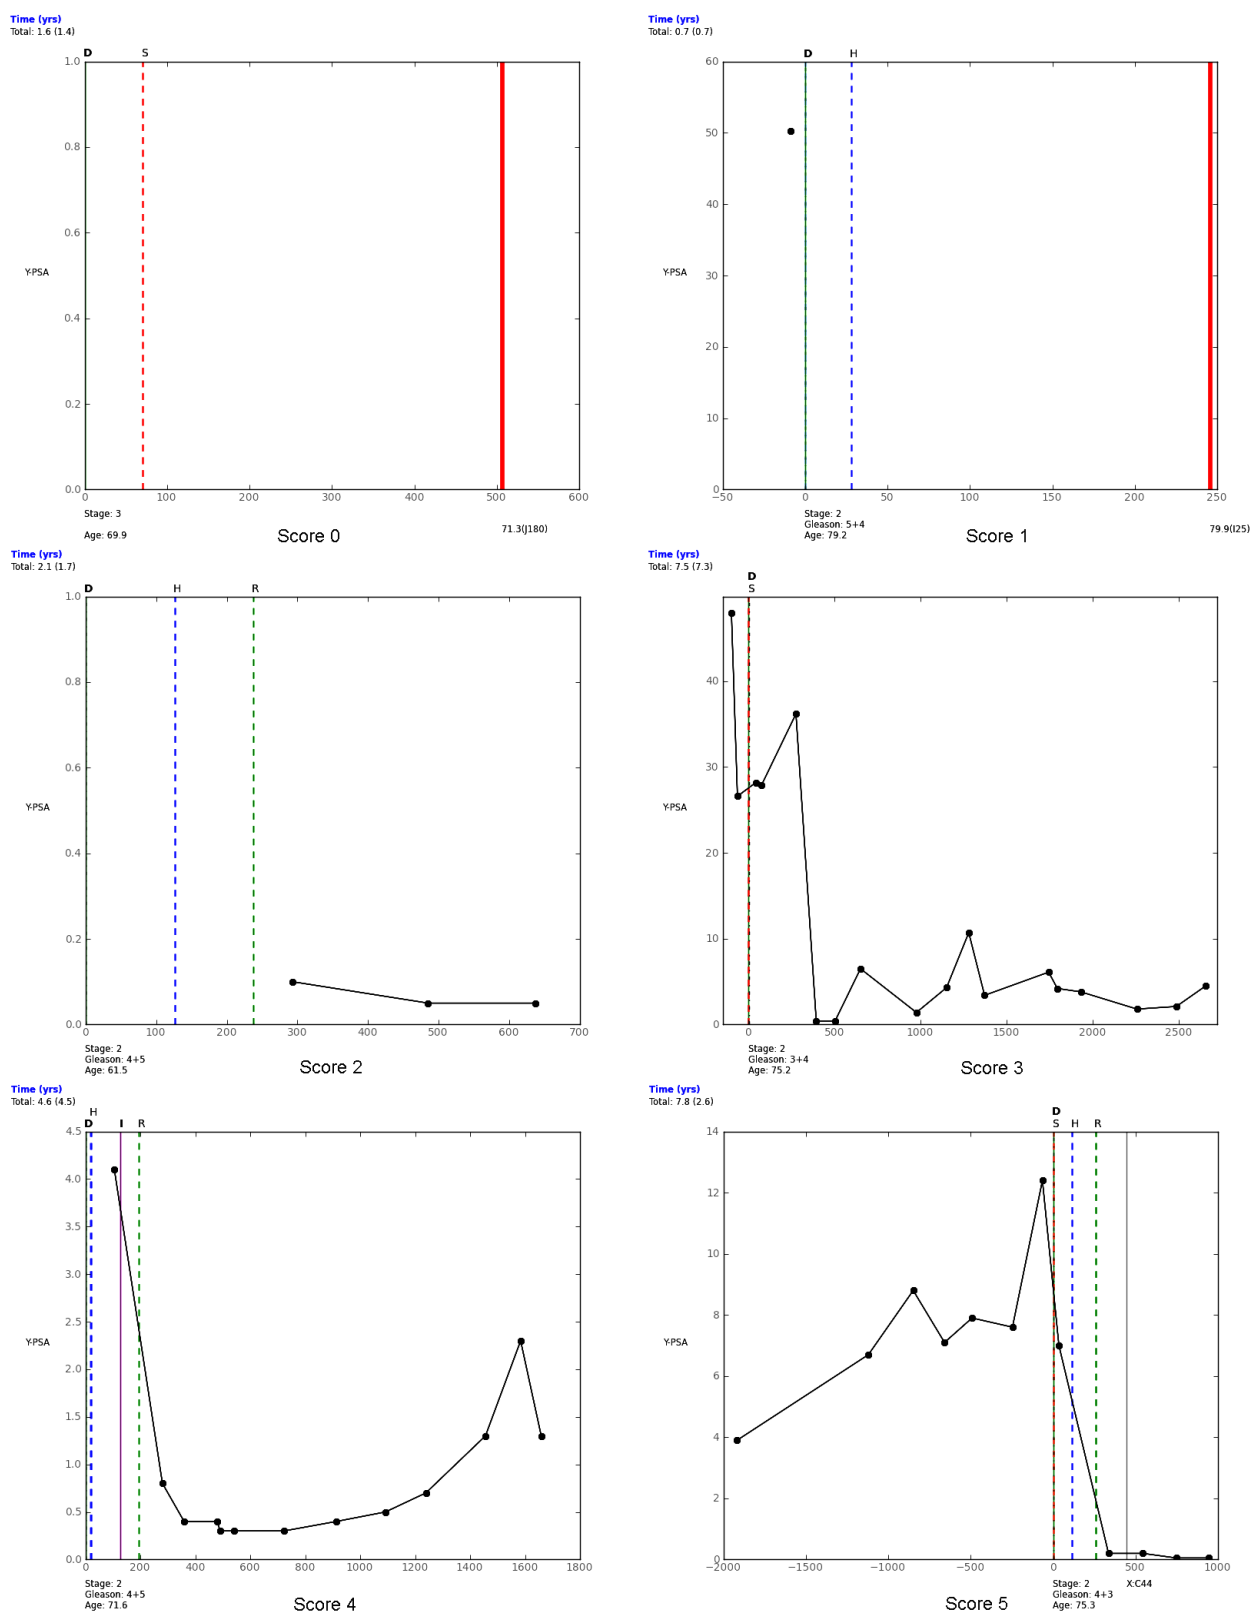 Time (yrs)
Total: 1.6 (1.4)
D S
1.0
0.8
0.6
Y-PSA
0.4
0.2
0.0
0 100 200 300 400 500 600
Stage: 3
Age: 69.9
Score 0
71.3(J180)
Time (yrs)
Total: 0.7 (0.7)
D H
60
50
40
30
Y-PSA
20
10
0
−50 0 50 100 150 200 250
Stage: 2
Gleason: 5+4
Age: 79.2
Score 1
79.9(I25)
Time (yrs)
Total: 2.1 (1.7)
D H R
1.0
0.8
0.6
Y-PSA
0.4
0.2
0.0
0 100 200 300 400 500 600 700
Stage: 2
Gleason: 4+5
Age: 61.5
Score 2
Time (yrs)
Total: 7.5 (7.3)
D
S
40
30
Y-PSA
20
10
0
0 500 1000 1500 2000 2500
Stage: 2
Gleason: 3+4
Age: 75.2
Score 3
Time (yrs)
Total: 4.6 (4.5)
H
D I R
4.5
4.0
3.5
3.0
2.5
Y-PSA
2.0
1.5
1.0
0.5
0.0
0 200 400 600 800 1000 1200 1400 1600 1800
Stage: 2
Gleason: 4+5
Age: 71.6
Score 4
Time (yrs)
Total: 7.8 (2.6)
D
S H R
14
12
10
8
Y-PSA
6
4
2
0
−2000 −1500 −1000 −500 0 500 1000
Stage: 2 X:C44
Gleason: 4+3
Age: 75.3
Score 5